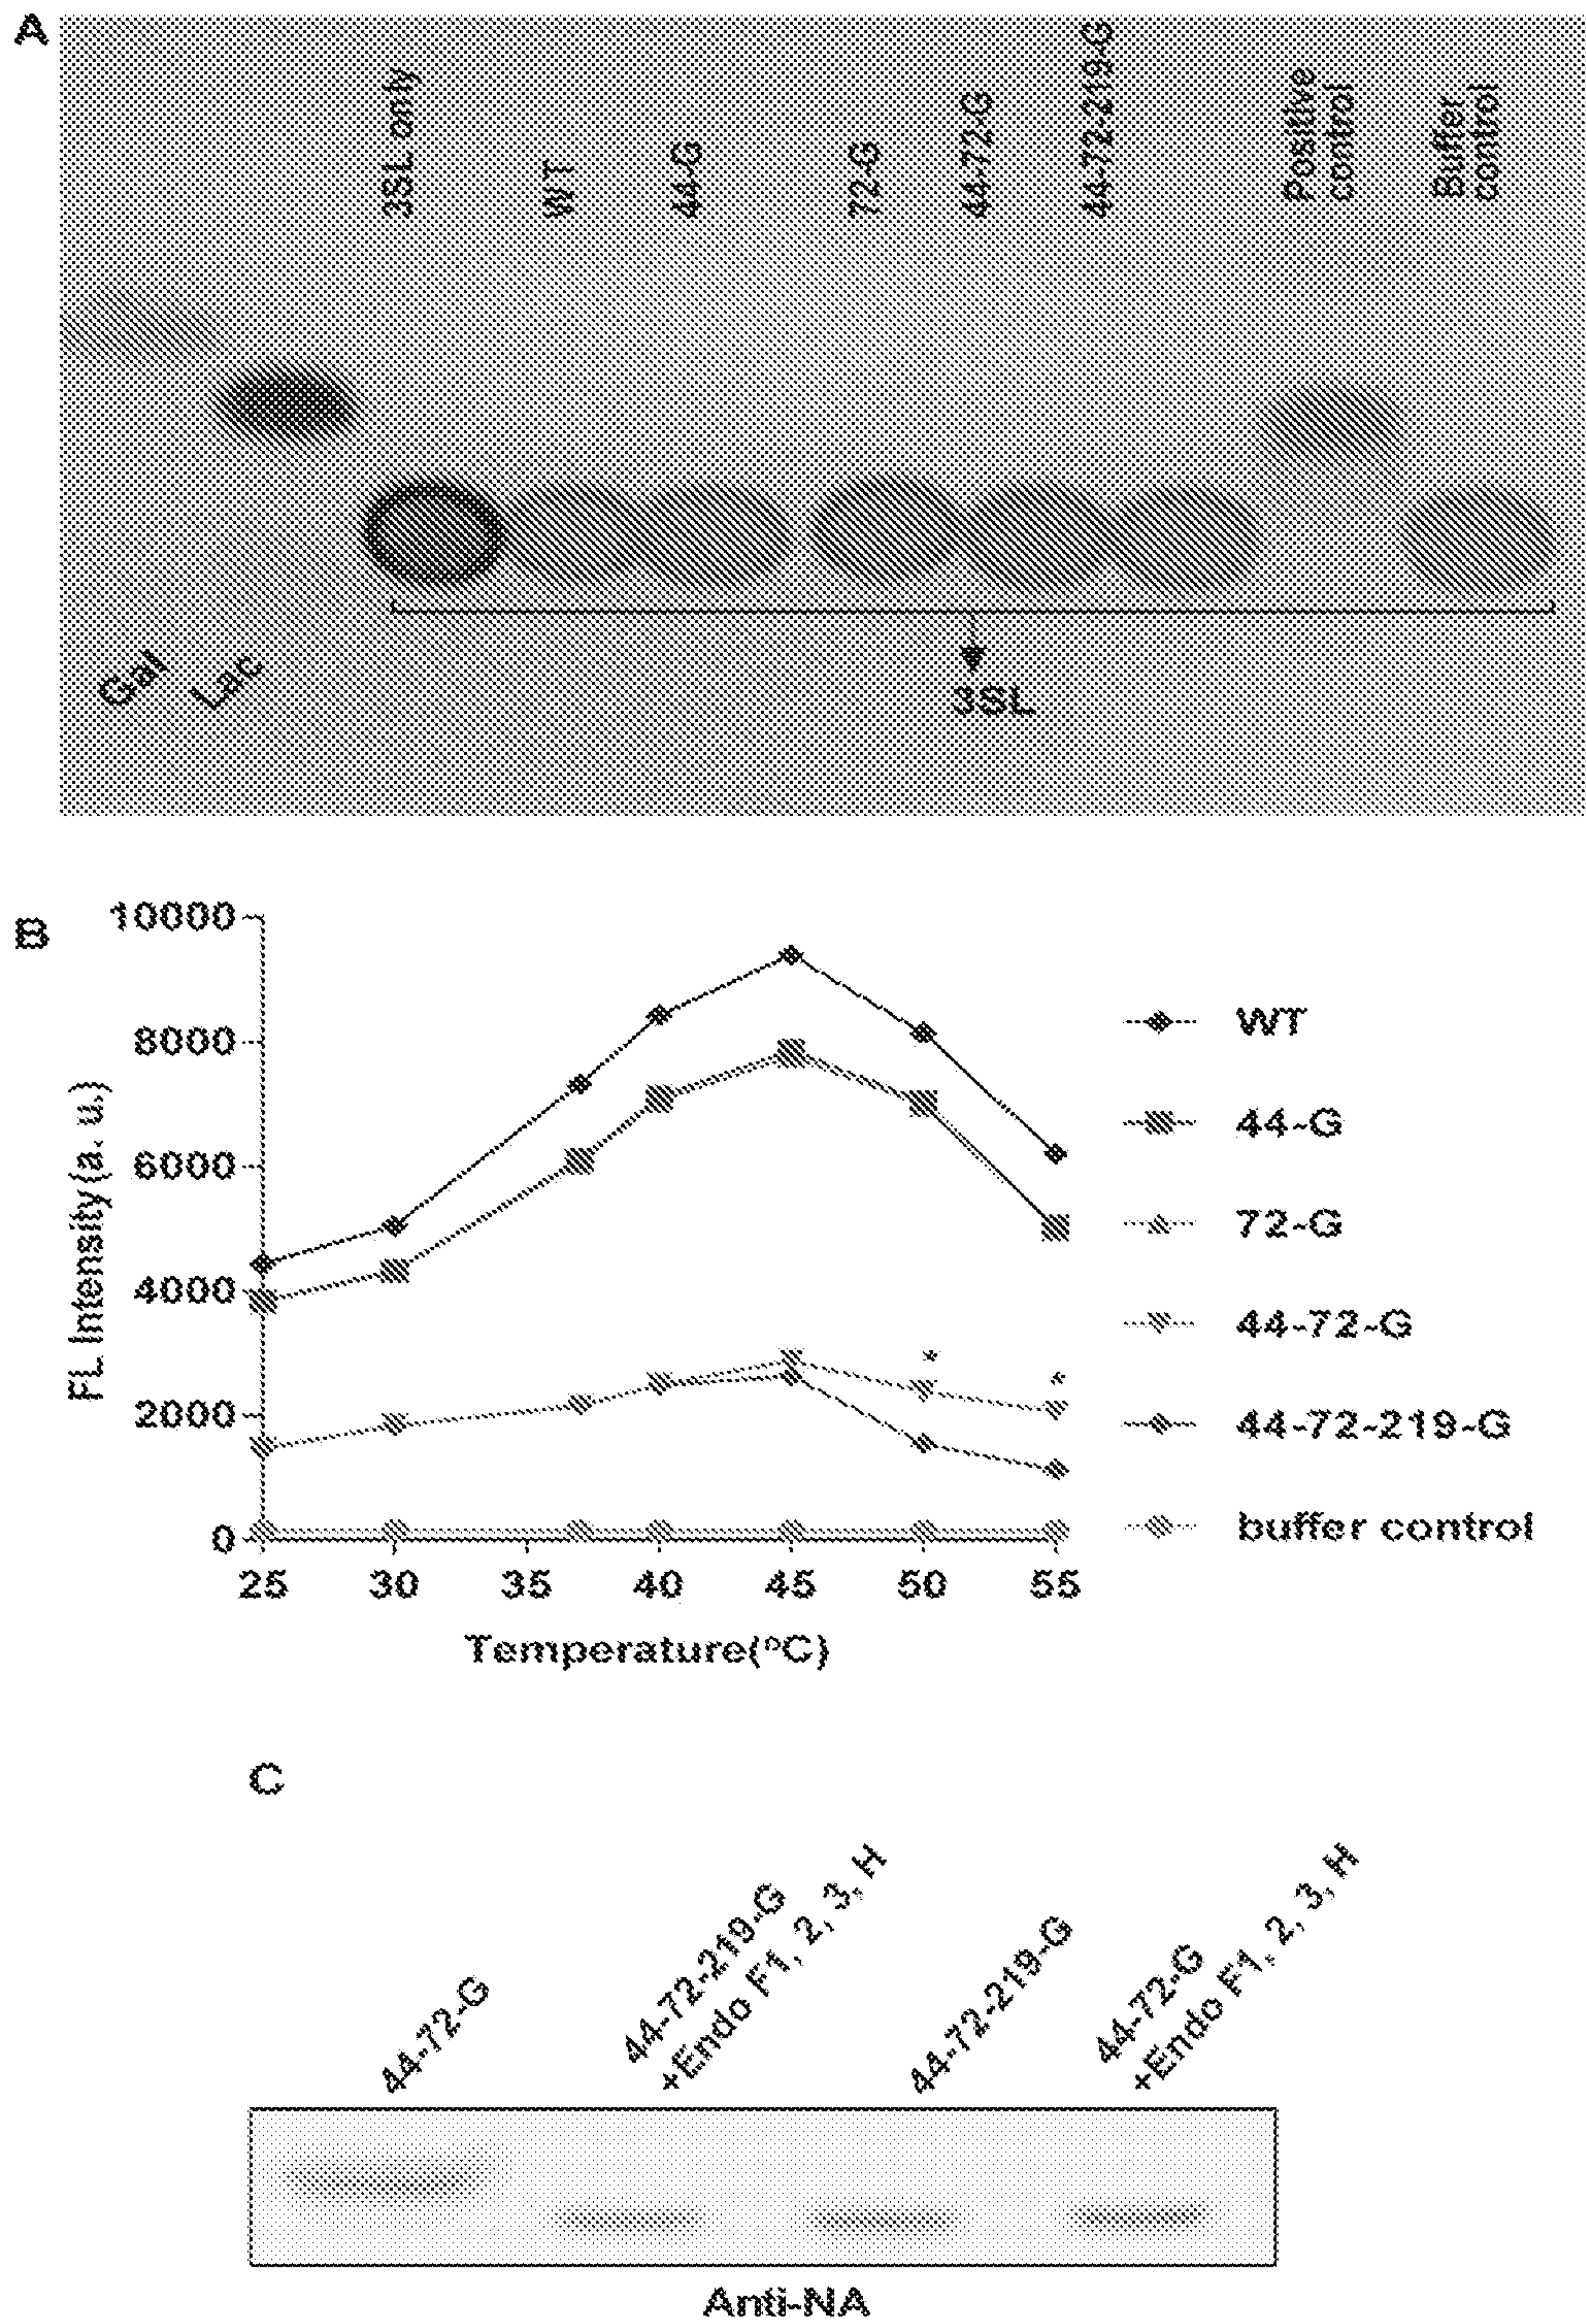 A
3SL only
WT
44-G
72-G
44-72-G
44-72-219-G
Positive
control
Buffer
control
Gal
Lac
3SL
B
10000
8000
6000
4000
2000
0
FL Intensity(a. u.)
25
30
35
40
45
50
55
Temperature(°C)
*
*
WT
44-G
72-G
44-72-G
44-72-219-G
buffer control
C
44-72-G
44-72-219-G
+Endo F1, 2, 3, H
44-72-219-G
44-72-G
+Endo F1, 2, 3, H
Anti-NA